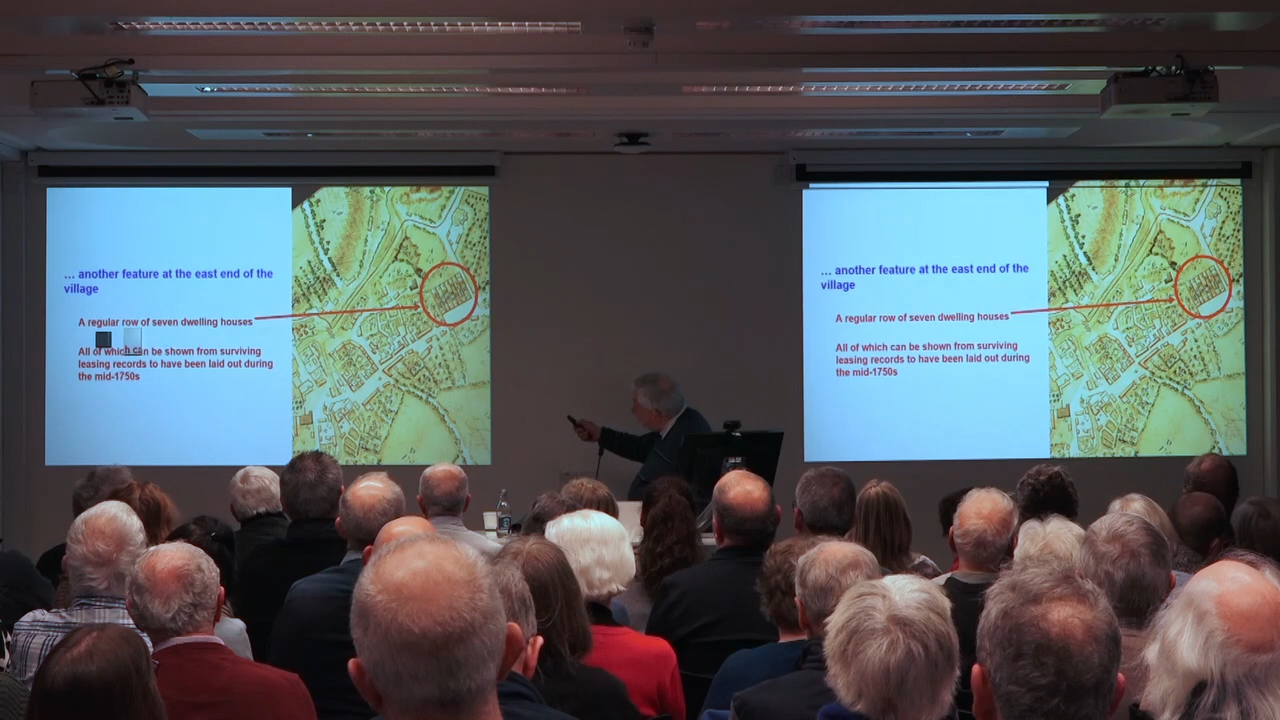 ... another feature at the east end of the
village
A regular row of seven dwelling houses
All of which can be shown from surviving
leasing records to have been laid out during
the mid-1750s
... another feature at the east end of the
village
A regular row of seven dwelling houses
All of which can be shown from surviving
leasing records to have been laid out during
the mid-1750s